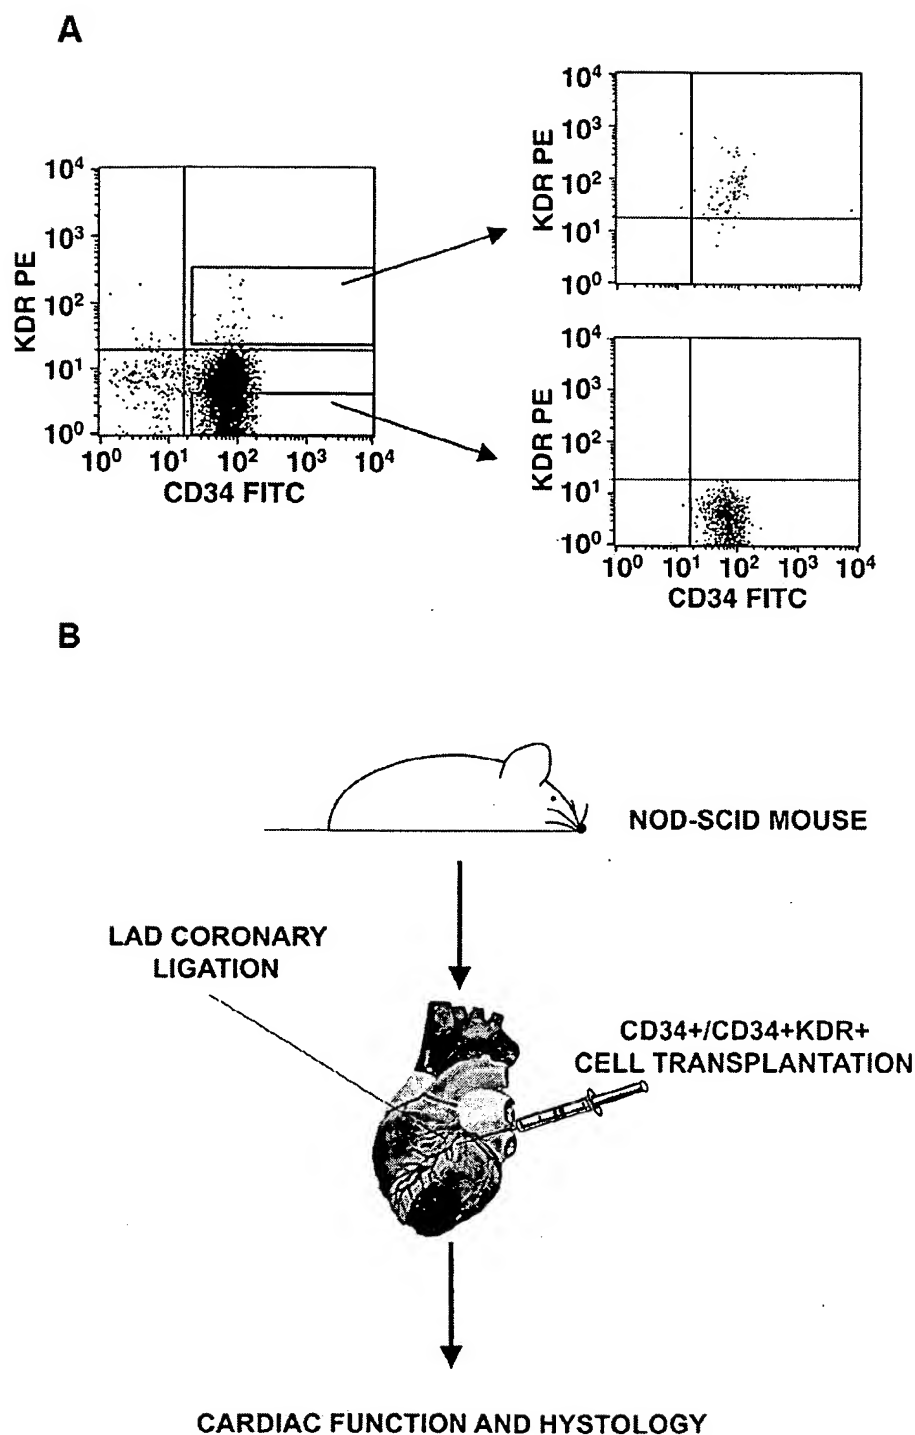 A
10⁴
10³
10²
10¹
10⁰
KDR PE
10⁰ 10¹ 10² 10³ 10⁴
CD34 FITC
10⁴
10³
10²
10¹
10⁰
KDR PE
10⁴
10³
10²
10¹
10⁰
KDR PE
10⁰ 10¹ 10² 10³ 10⁴
CD34 FITC
B
NOD-SCID MOUSE
LAD CORONARY
LIGATION
CD34+/CD34+KDR+
CELL TRANSPLANTATION
CARDIAC FUNCTION AND HYSTOLOGY